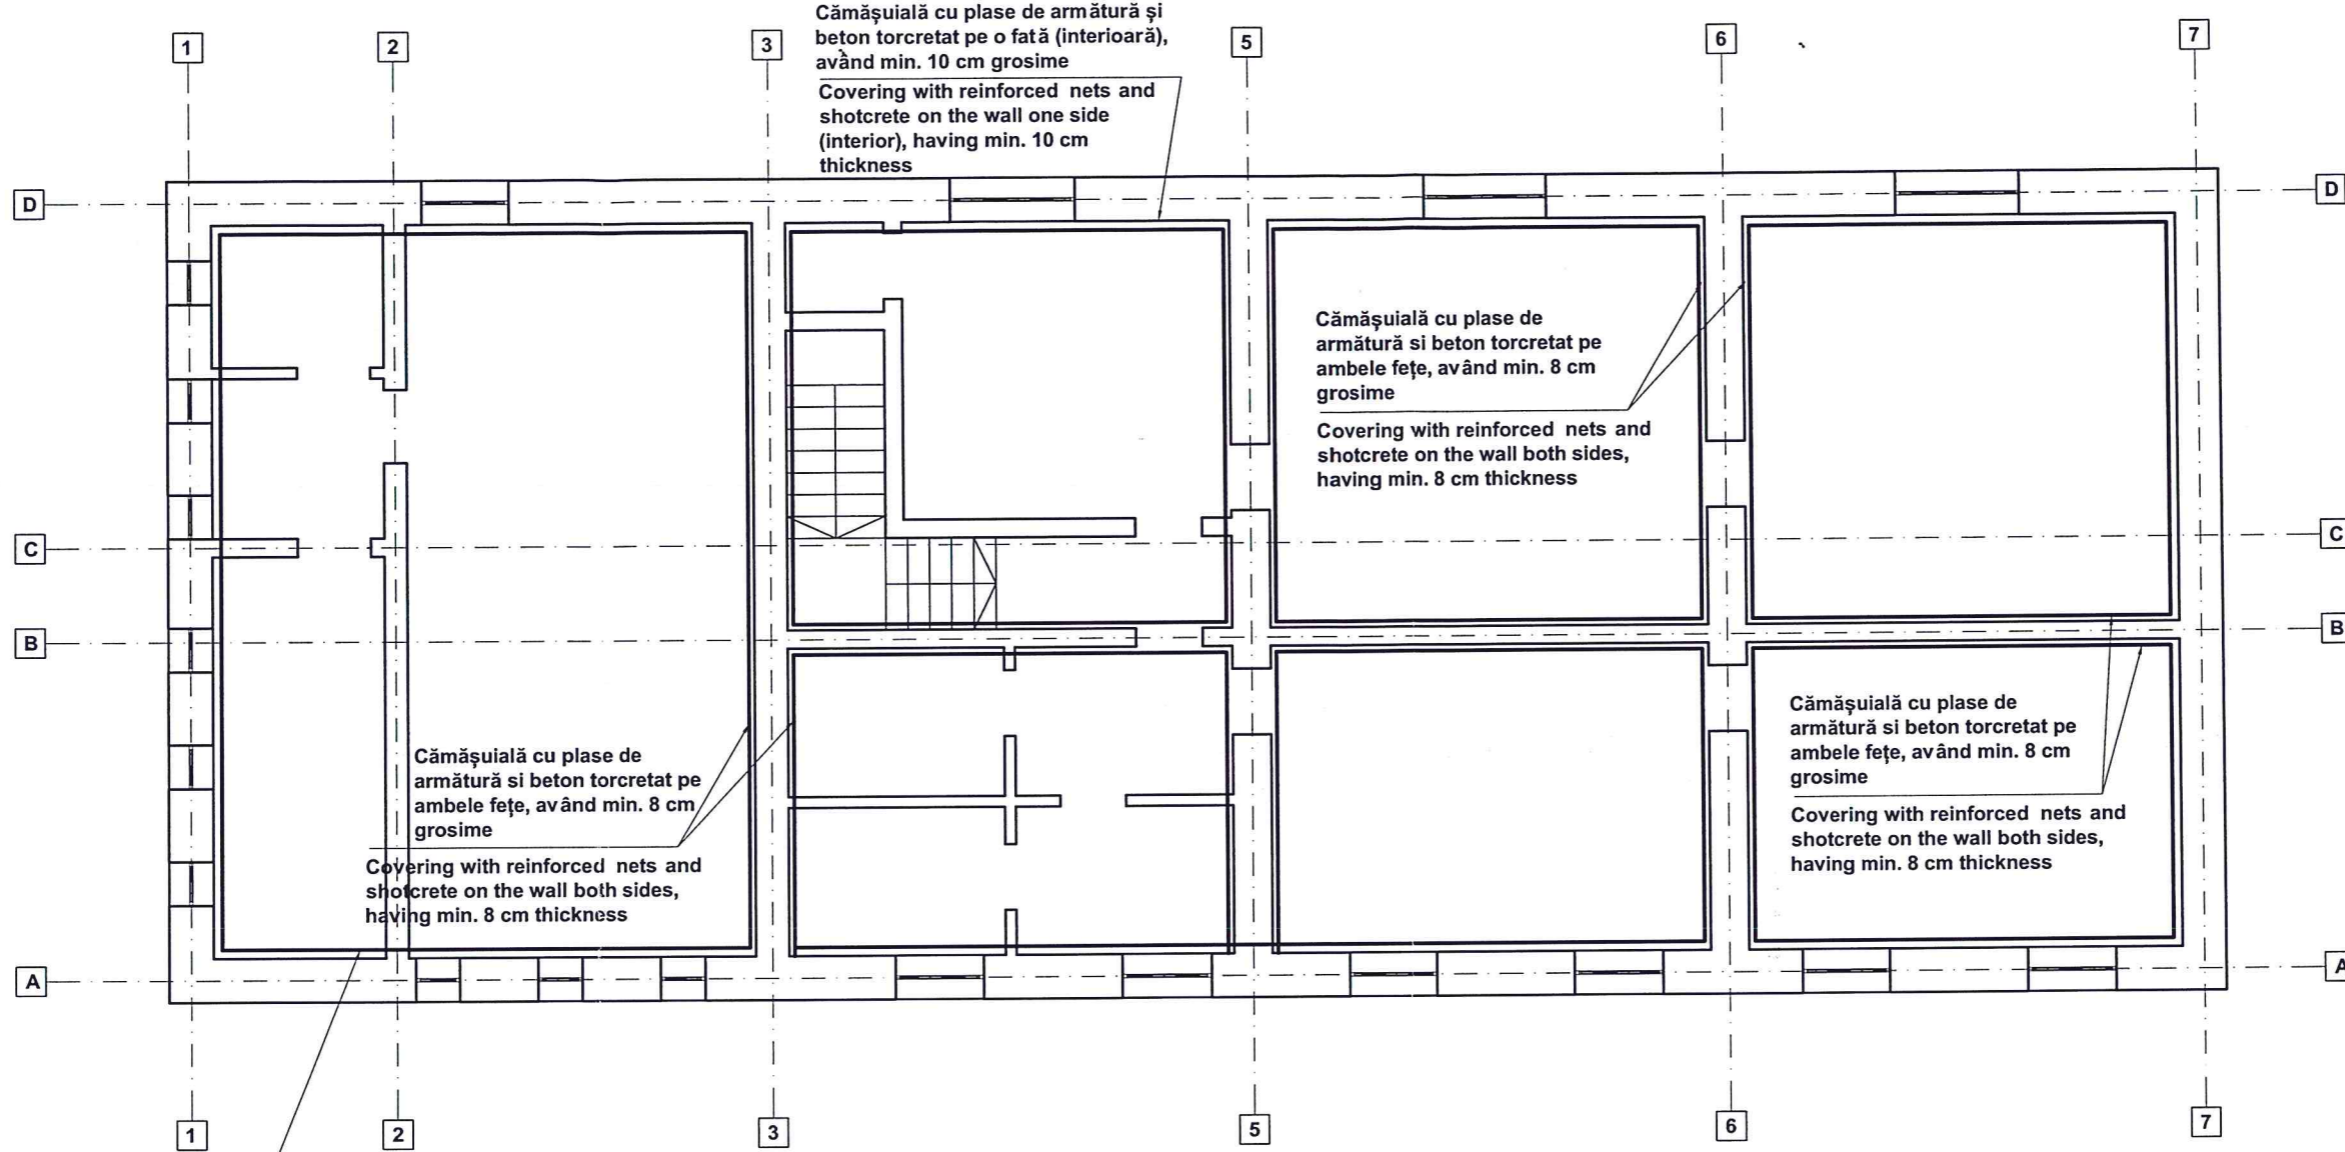 Cămășuială cu plase de armătură și
beton torcretat pe o fată (interioară),
având min. 10 cm grosime
Covering with reinforced nets and
shotcrete on the wall one side
(interior), having min. 10 cm
thickness
1
2
3
5
6
7
D
D
Cămășuială cu plase de
armătură si beton torcretat pe
ambele fețe, având min. 8 cm
grosime
Covering with reinforced nets and
shotcrete on the wall both sides,
having min. 8 cm thickness
C
C
B
B
Cămășuială cu plase de
armătură si beton torcretat pe
ambele fețe, având min. 8 cm
grosime
Covering with reinforced nets and
shotcrete on the wall both sides,
having min. 8 cm thickness
Cămășuială cu plase de
armătură si beton torcretat pe
ambele fețe, având min. 8 cm
grosime
Covering with reinforced nets and
shotcrete on the wall both sides,
having min. 8 cm thickness
A
A
1
2
3
5
6
7